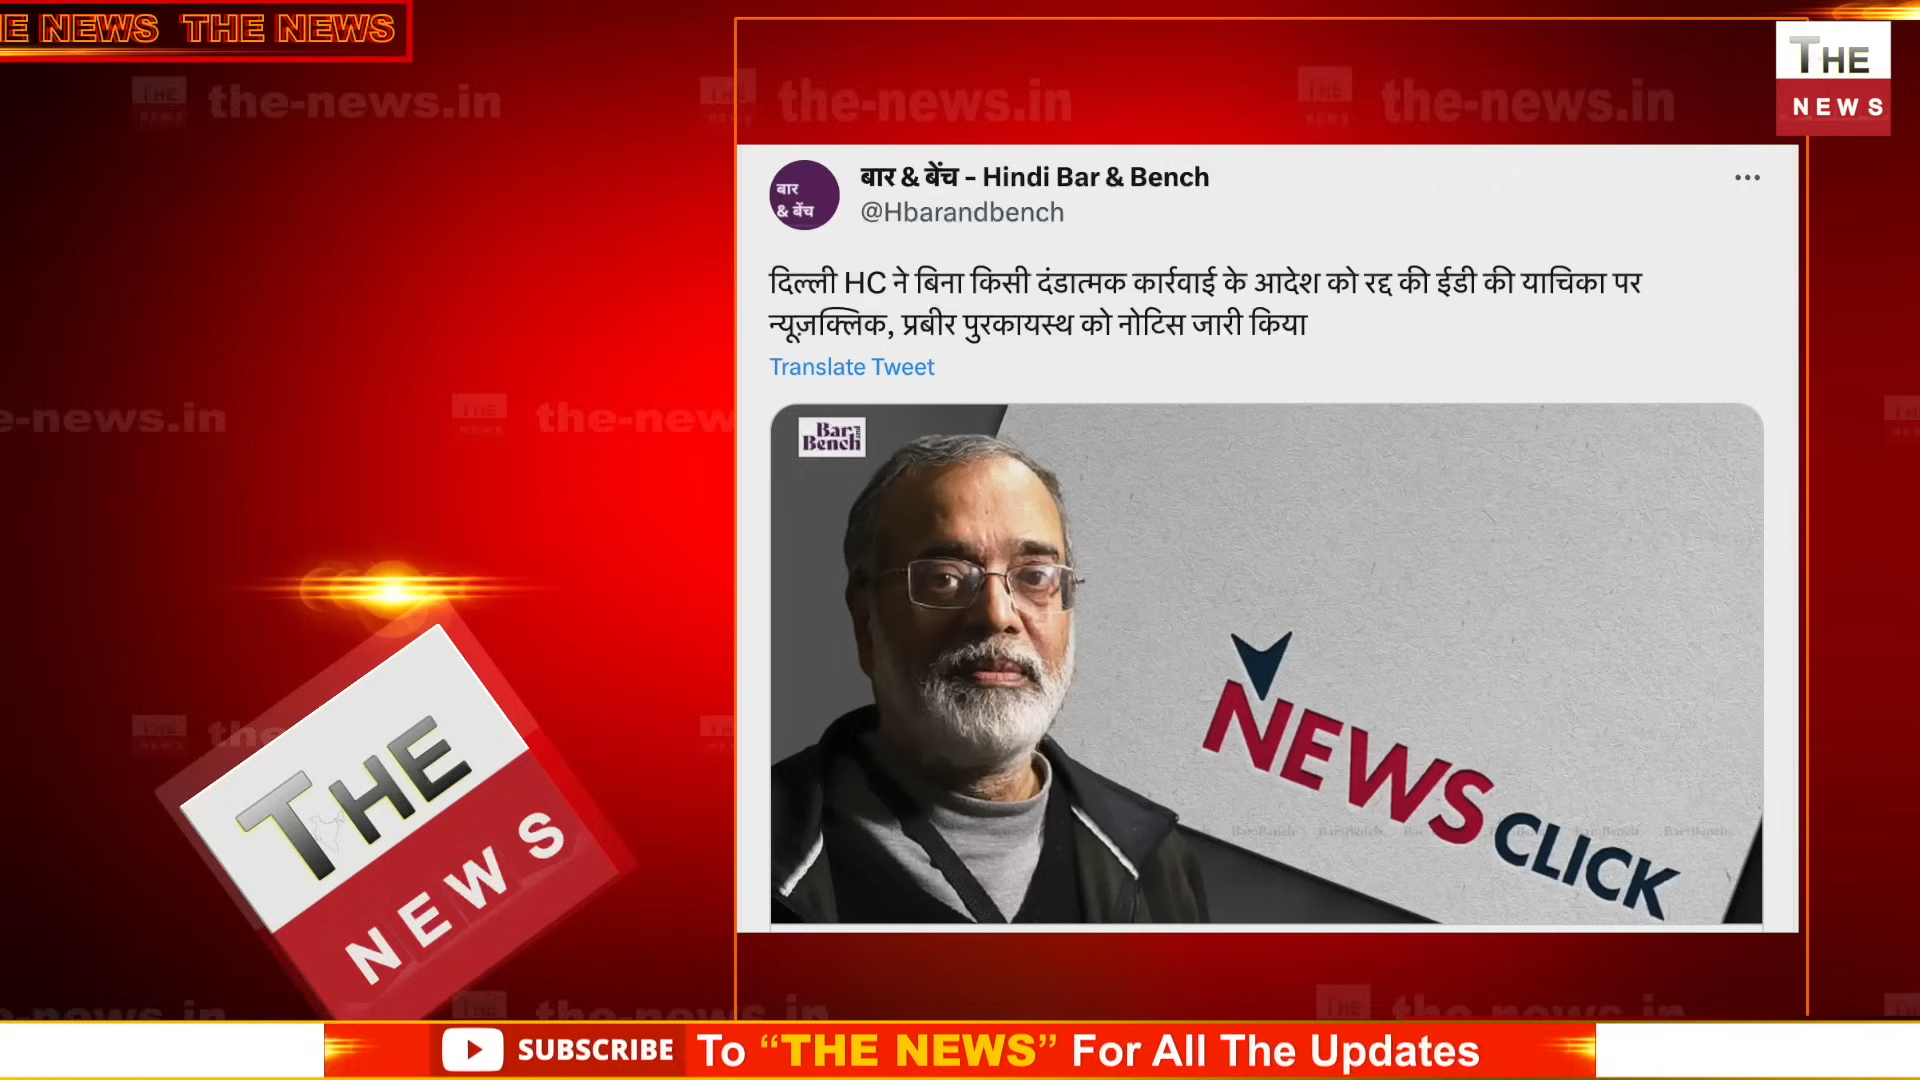 THE NEWS THE NEWS
THE
NEWS
the-news.in the-news.in the-news.in
बार & बेंच
बार & बेंच - Hindi Bar & Bench
@Hbarandbench
दिल्ली HC ने बिना किसी दंडात्मक कार्रवाई के आदेश को रद्द की ईडी की याचिका पर
न्यूज़क्लिक, प्रबीर पुरकायस्थ को नोटिस जारी किया
Translate Tweet
Bar and
Bench
NEWS CLICK
THE
NEWS
SUBSCRIBE To “THE NEWS” For All The Updates